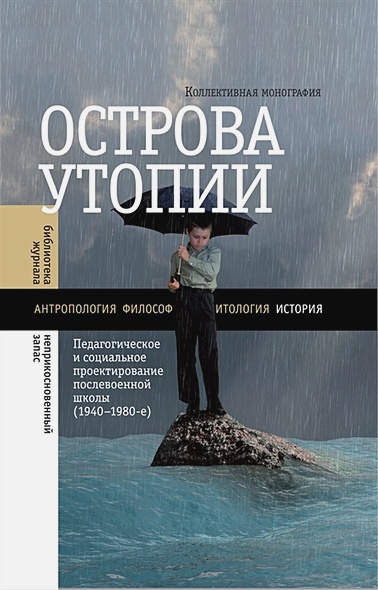 Коллективная монография
ОСТРОВА
УТОПИИ
библиотека
журнала
неприкосновенный
запас
АНТРОПОЛОГИЯ ФИЛОСОФ ИТОЛОГИЯ ИСТОРИЯ
Педагогическое
и социальное
проектирование
послевоенной
школы
(1940–1980-е)